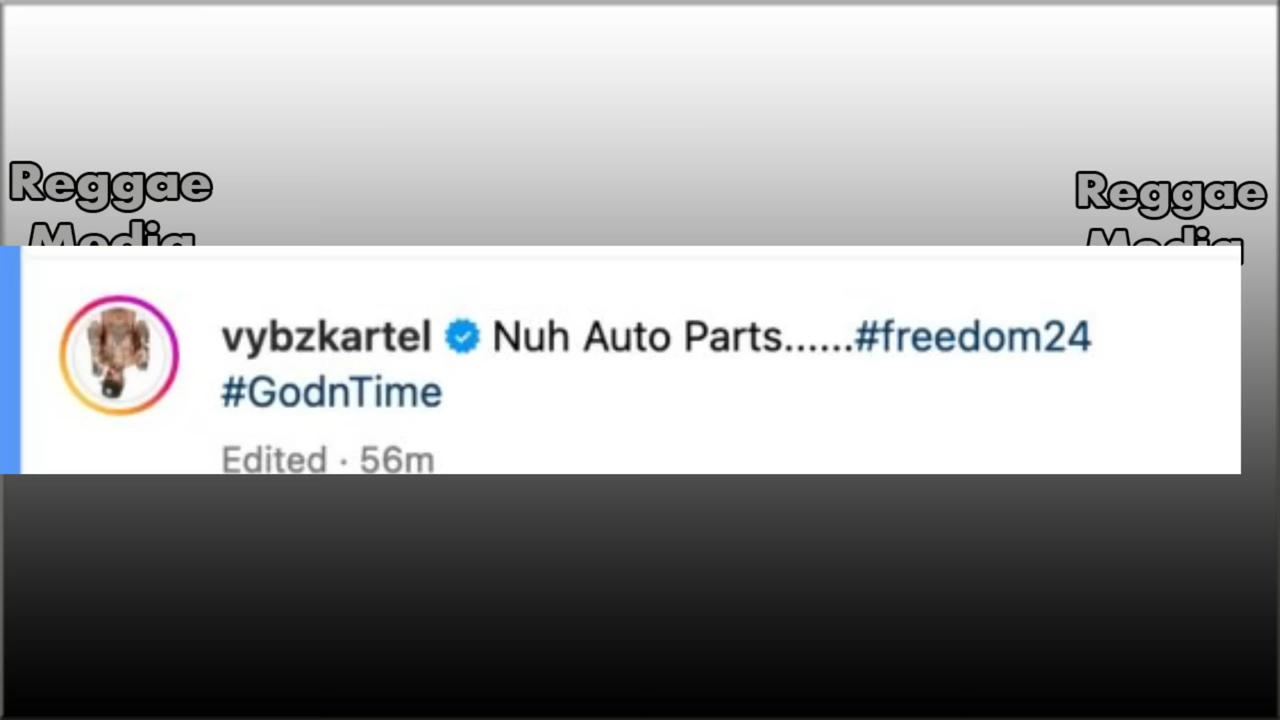 Reggae
Media
Reggae
Media
vybzkartel Nuh Auto Parts......#freedom24
#GodnTime
Edited · 56m